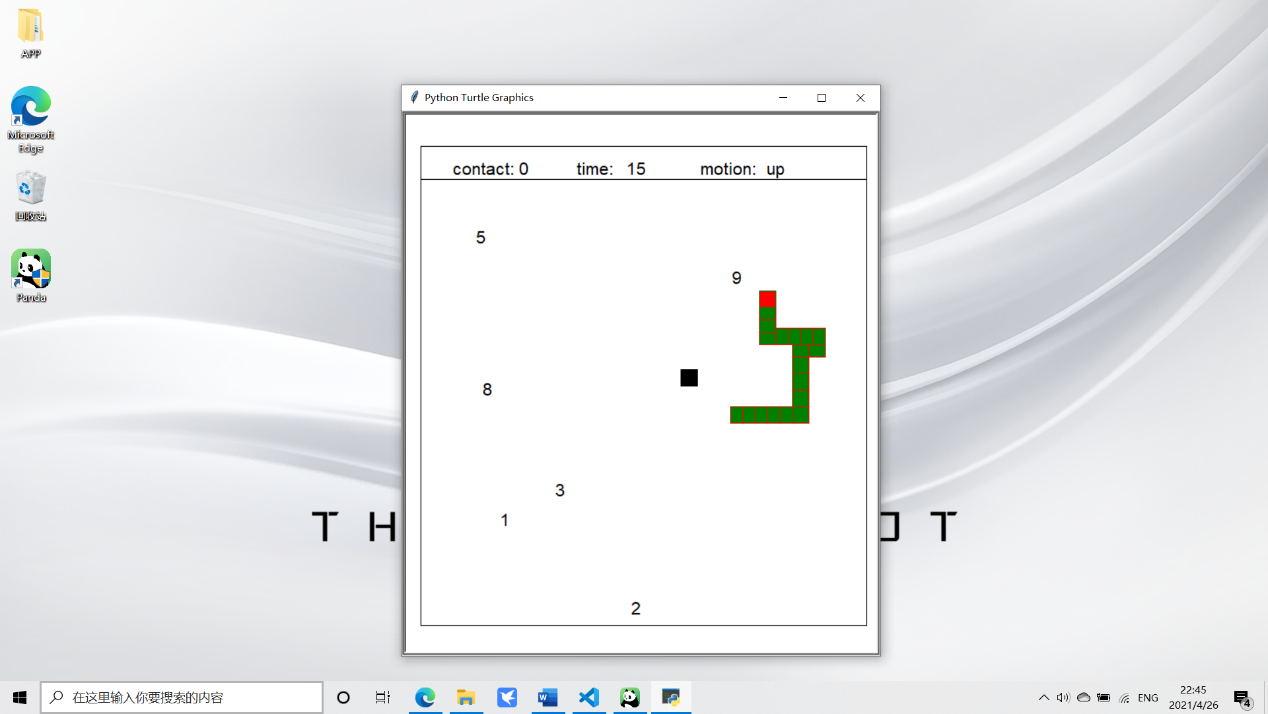 APP
Microsoft
Edge
回收站
Panda
Python Turtle Graphics
contact: 0 time: 15 motion: up
5
9
8
3
1
2
TH
OT
在这里输入你要搜索的内容
ENG
22:45
2021/4/26
4